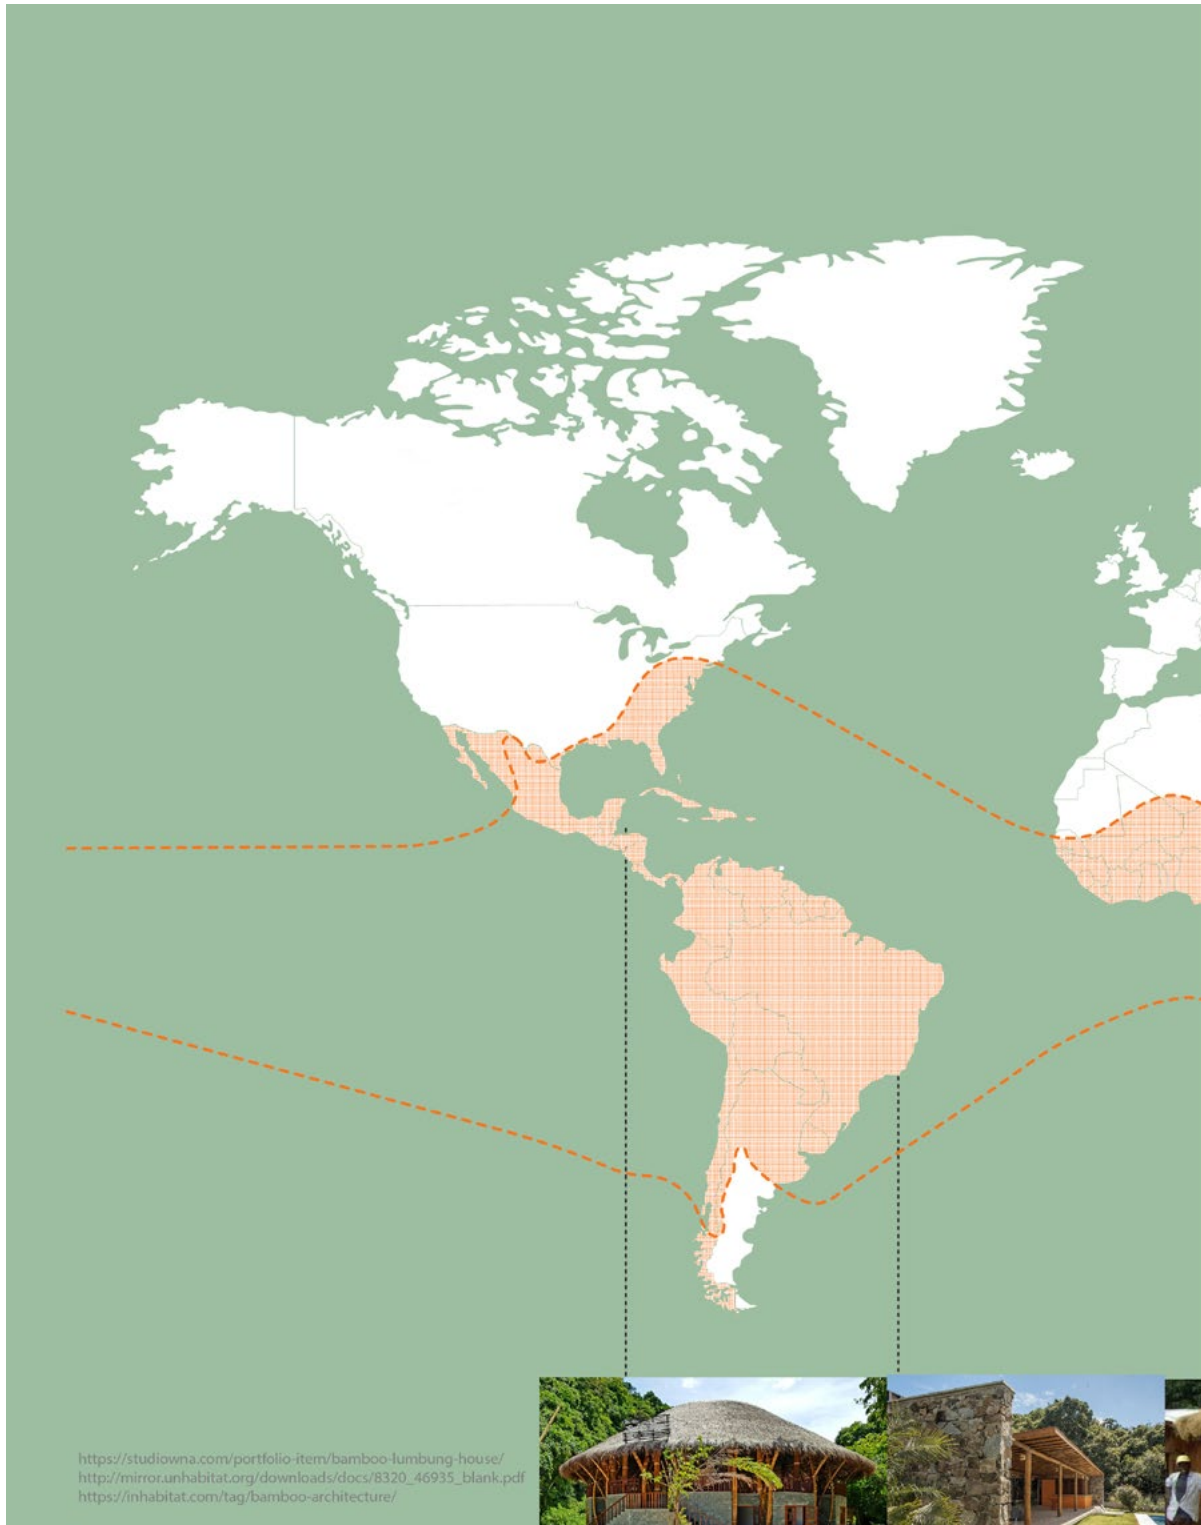 https://studiowna.com/portfolio-item/bamboo-lumbung-house/
http://mirror.unhabitat.org/downloads/docs/8320_46935_blank.pdf
https://inhabitat.com/tag/bamboo-architecture/